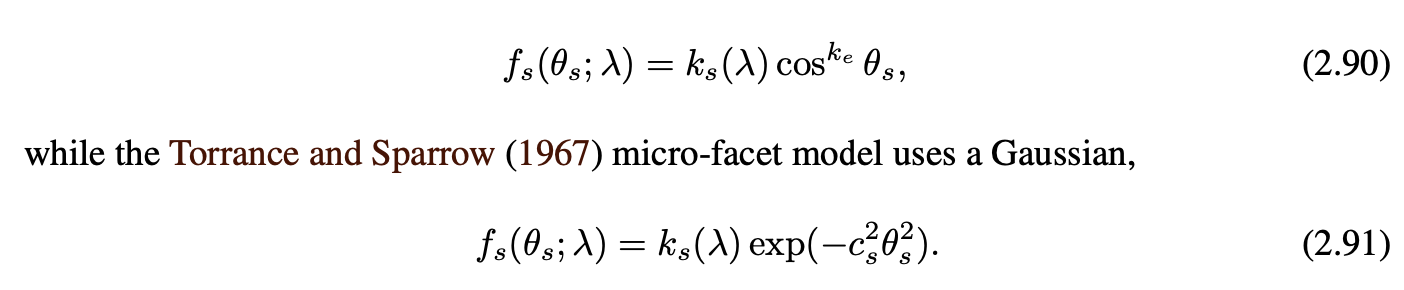 f_s(θ_s; λ) = k_s(λ) cos^{k_e} θ_s, (2.90)
while the Torrance and Sparrow (1967) micro-facet model uses a Gaussian,
f_s(θ_s; λ) = k_s(λ) exp(−c_s^2 θ_s^2). (2.91)